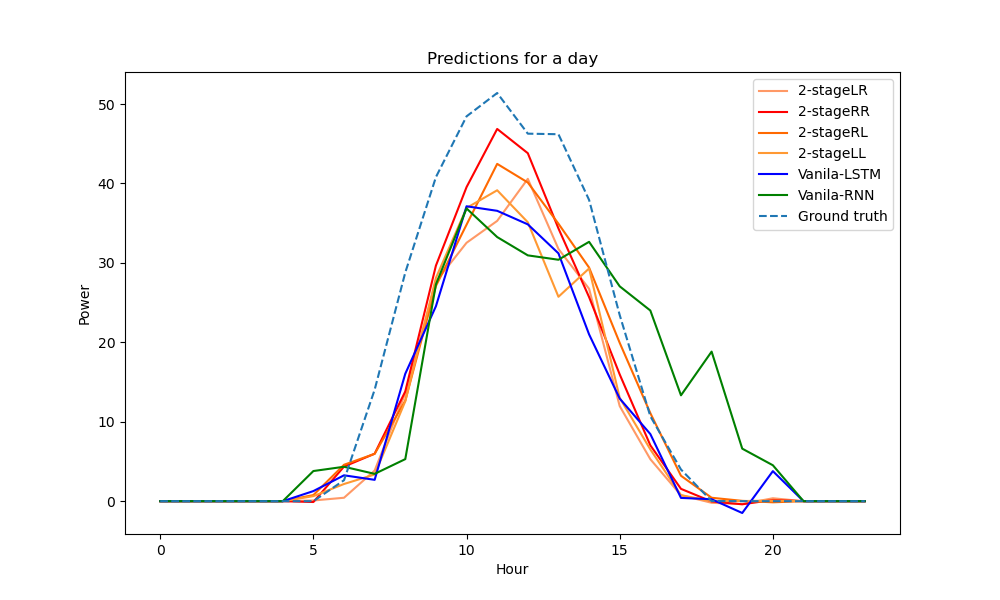 Predictions for a day
2-stageLR
2-stageRR
2-stageRL
2-stageLL
Vanila-LSTM
Vanila-RNN
Ground truth
Power
50
40
30
20
10
0
0 5 10 15 20
Hour